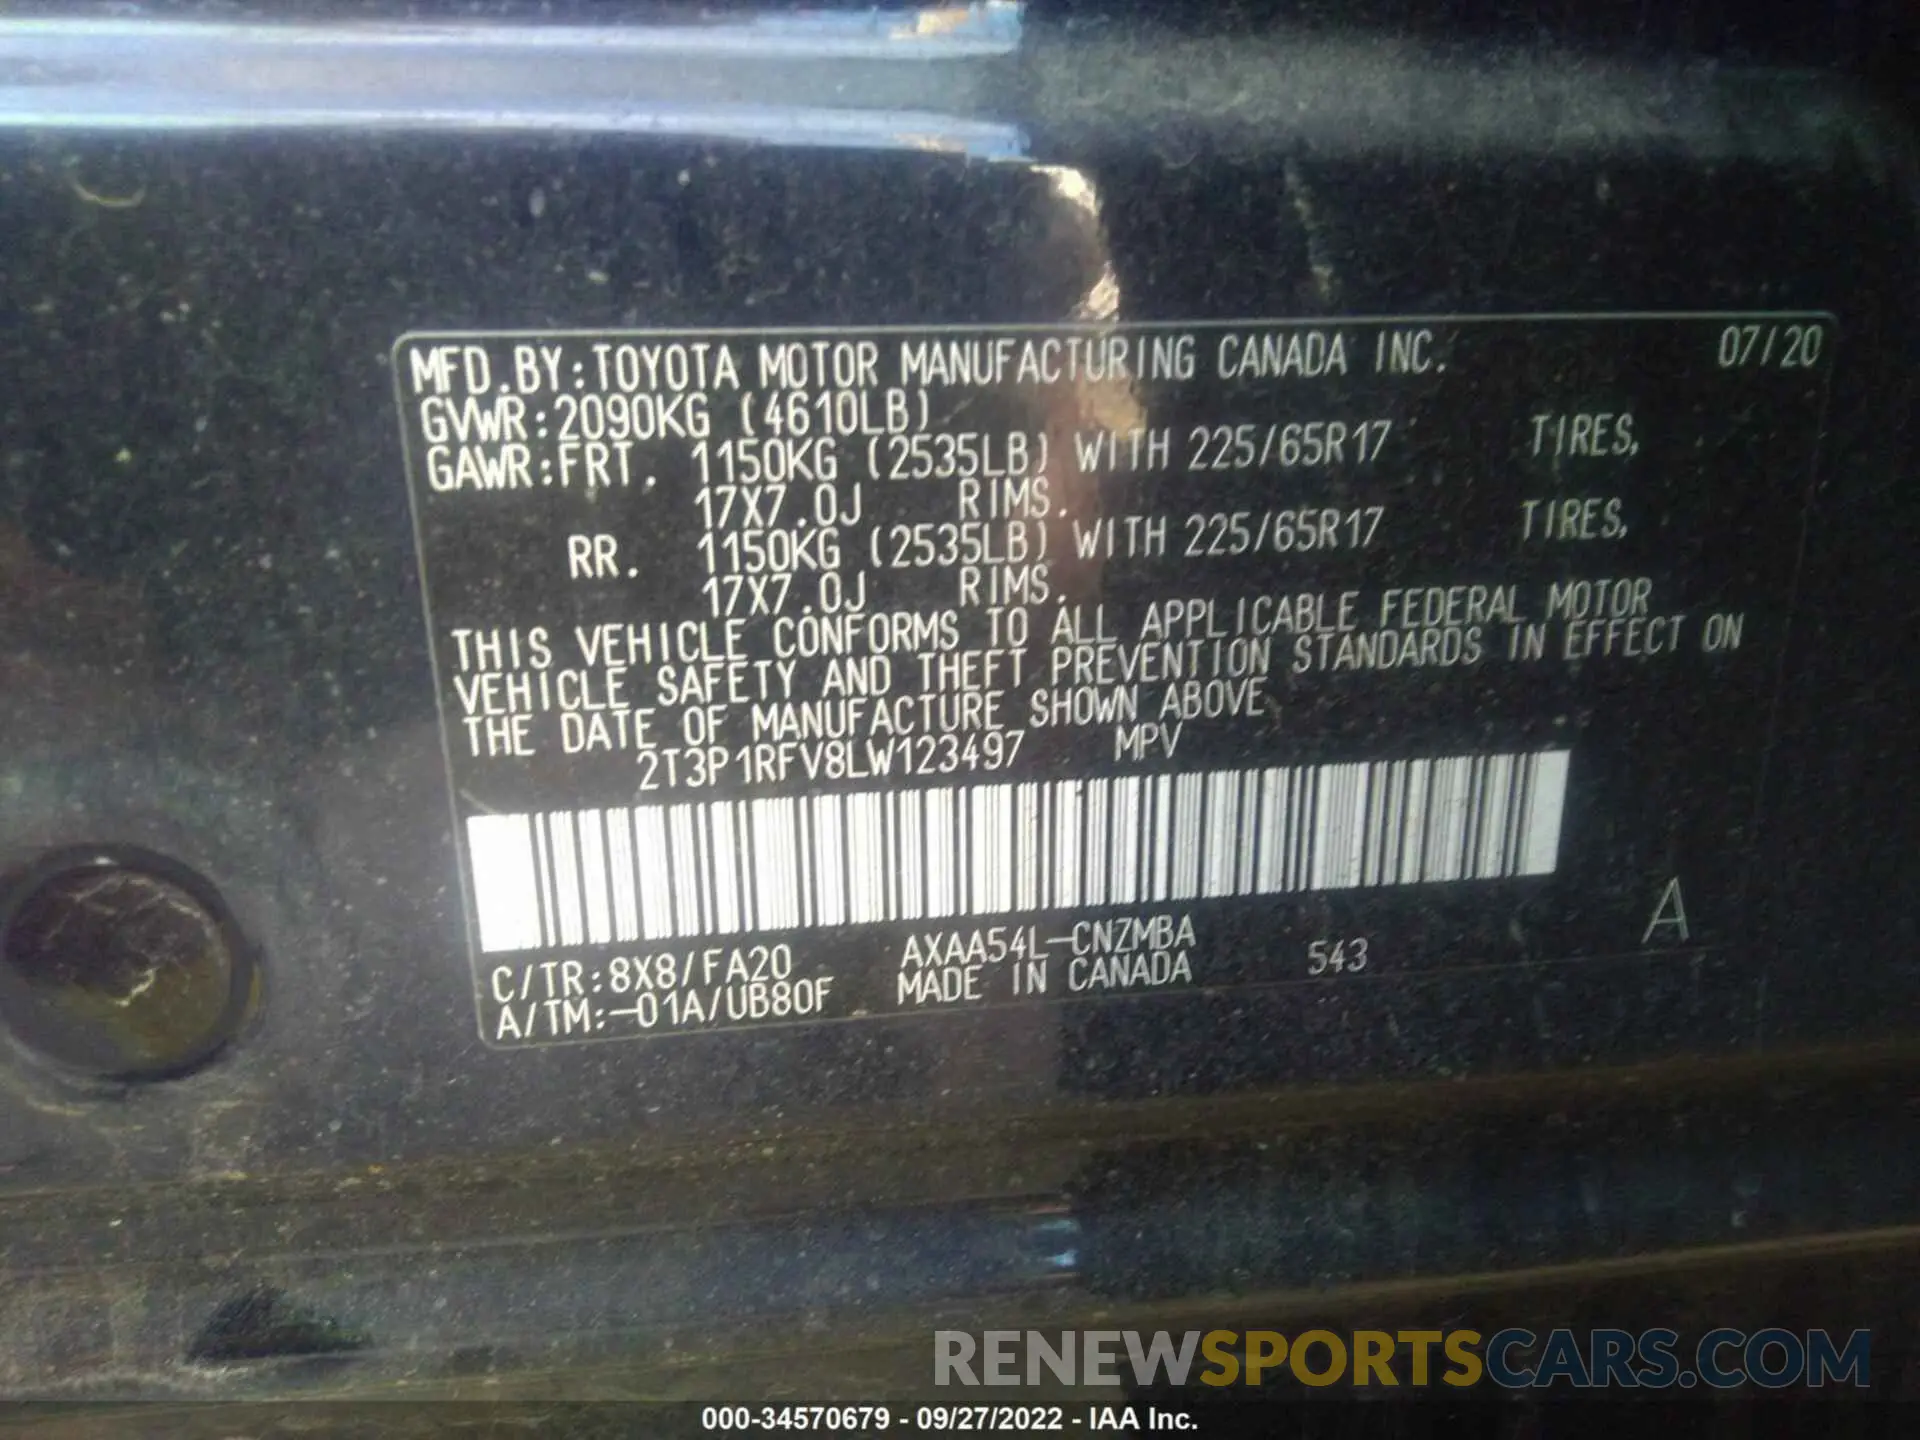 MFD.BY:TOYOTA MOTOR MANUFACTURING CANADA INC. 07/20
GVWR:2090KG (4610LB)
GAWR:FRT. 1150KG (2535LB) WITH 225/65R17 TIRES,
17X7.0J RIMS.
RR. 1150KG (2535LB) WITH 225/65R17 TIRES,
17X7.0J RIMS.
THIS VEHICLE CONFORMS TO ALL APPLICABLE FEDERAL MOTOR
VEHICLE SAFETY AND THEFT PREVENTION STANDARDS IN EFFECT ON
THE DATE OF MANUFACTURE SHOWN ABOVE
2T3P1RFV8LW123497 MPV
C/TR:8X8/FA20 AXAA54L-CNZMBA 543 A
A/TM:-01A/UB80F MADE IN CANADA
RENEWSPORTSCARS.COM
000-34570679 - 09/27/2022 - IAA Inc.